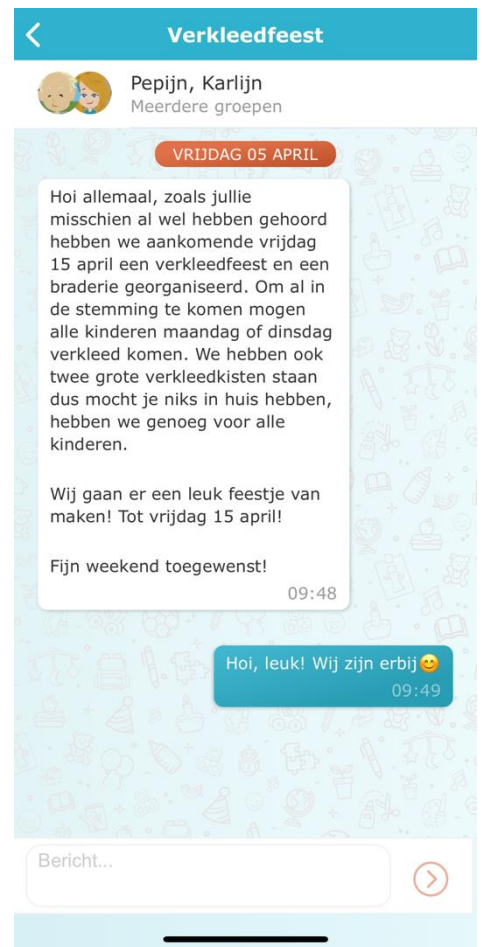 Verkleedfeest
Pepijn, Karlijn
Meerdere groepen
VRIJDAG 05 APRIL
Hoi allemaal, zoals jullie
misschien al wel hebben gehoord
hebben we aankomende vrijdag
15 april een verkleedfeest en een
braderie georganiseerd. Om al in
de stemming te komen mogen
alle kinderen maandag of dinsdag
verkleed komen. We hebben ook
twee grote verkleedkisten staan
dus mocht je niks in huis hebben,
hebben we genoeg voor alle
kinderen.
Wij gaan er een leuk feestje van
maken! Tot vrijdag 15 april!
Fijn weekend toegewenst!
09:48
Hoi, leuk! Wij zijn erbij😊
09:49
Bericht...